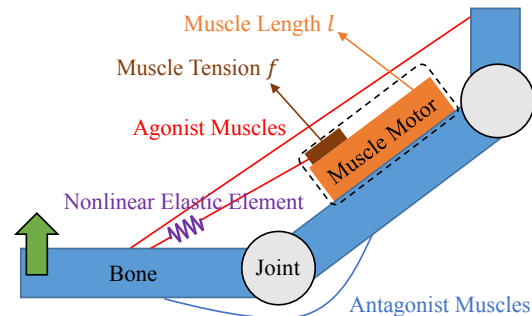 Muscle Length l
Muscle Tension f
Agonist Muscles
Muscle Motor
Nonlinear Elastic Element
Bone
Joint
Antagonist Muscles